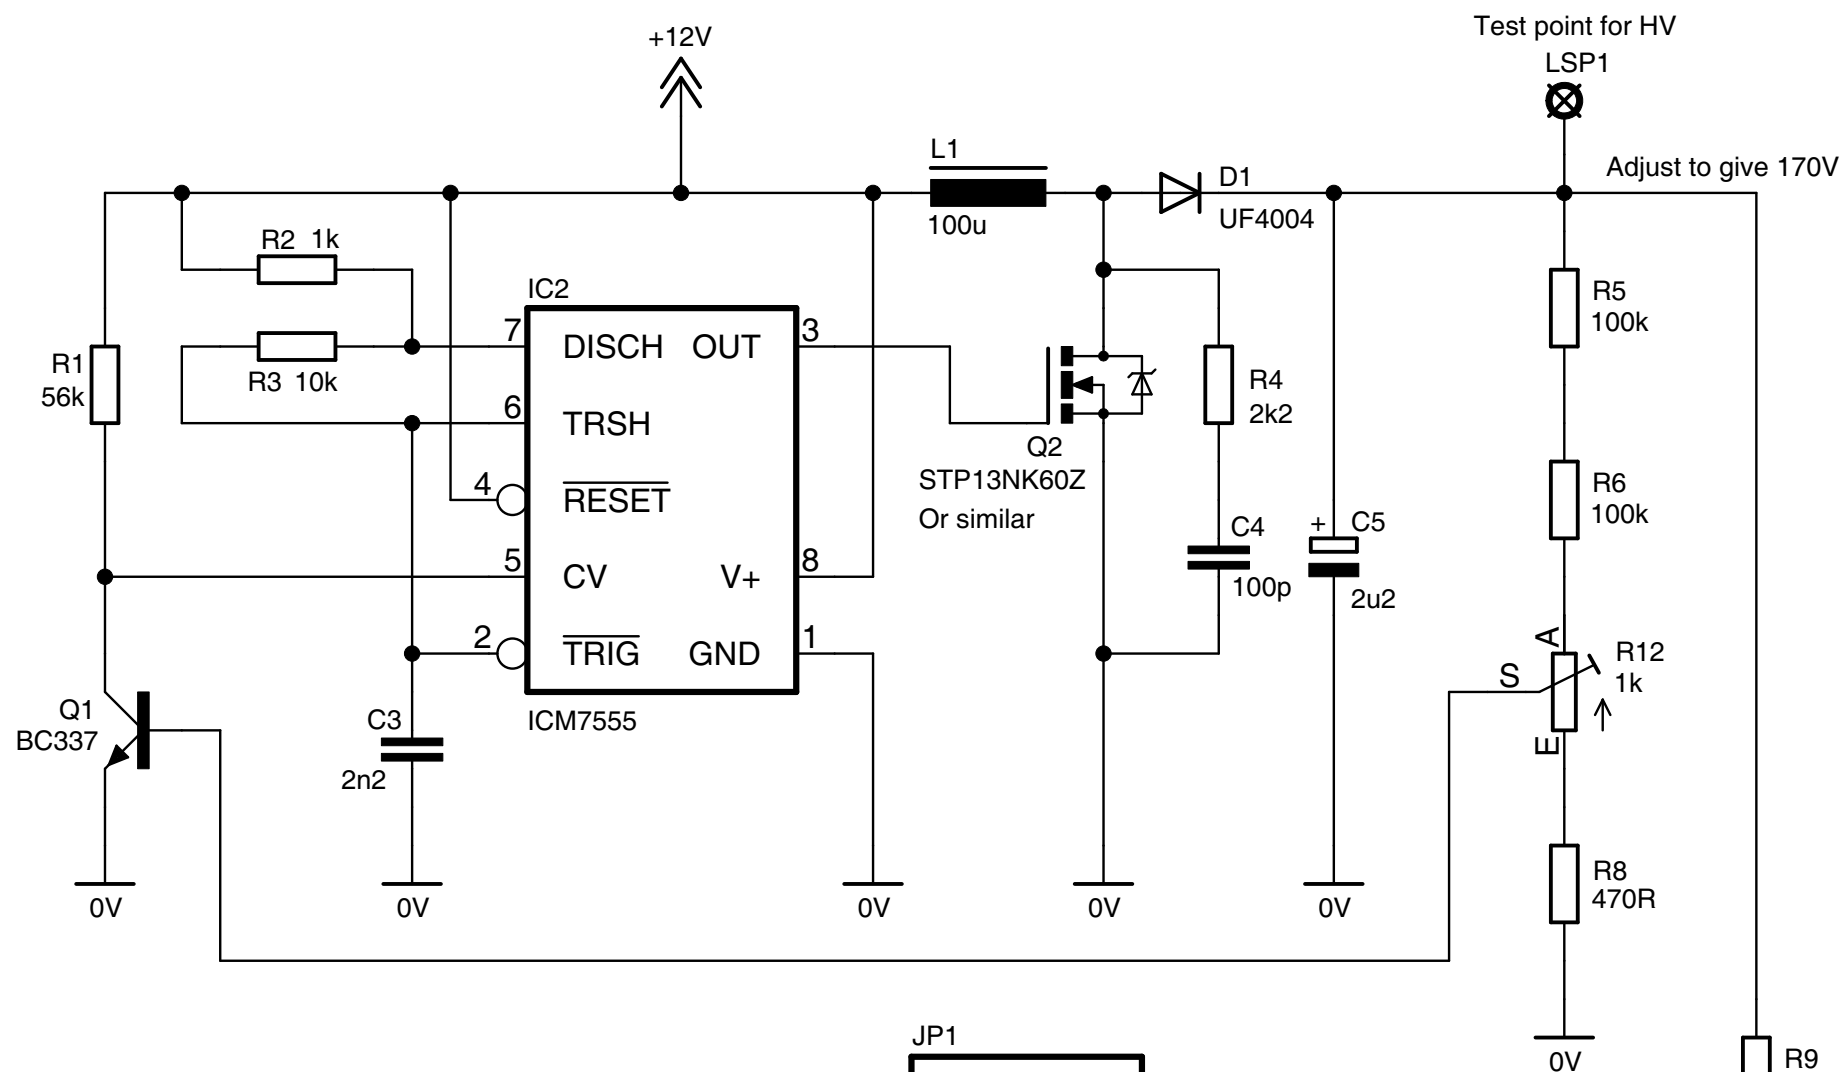 Test point for HV
LSP1
+12V
Adjust to give 170V
L1
100u
D1
UF4004
R2 1k
R3 10k
R1
56k
IC2
7 DISCH OUT 3
6 TRSH
4 RESET
5 CV V+ 8
2 TRIG GND 1
ICM7555
Q2
STP13NK60Z
Or similar
R4
2k2
C4
100p
+ C5
2u2
R5
100k
R6
100k
A
S
E
R12
1k
R8
470R
Q1
BC337
C3
2n2
0V
0V
0V
0V
0V
0V
JP1
R9